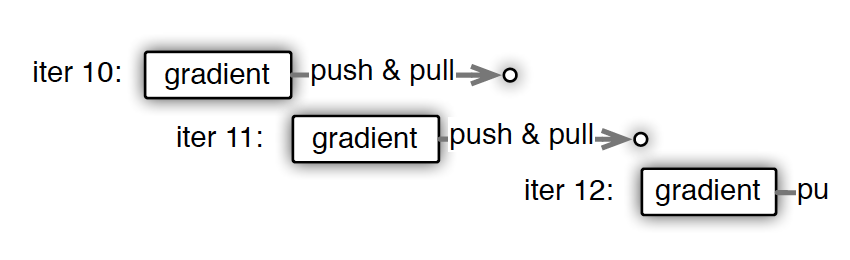 iter 10: gradient push & pull
iter 11: gradient push & pull
iter 12: gradient pu